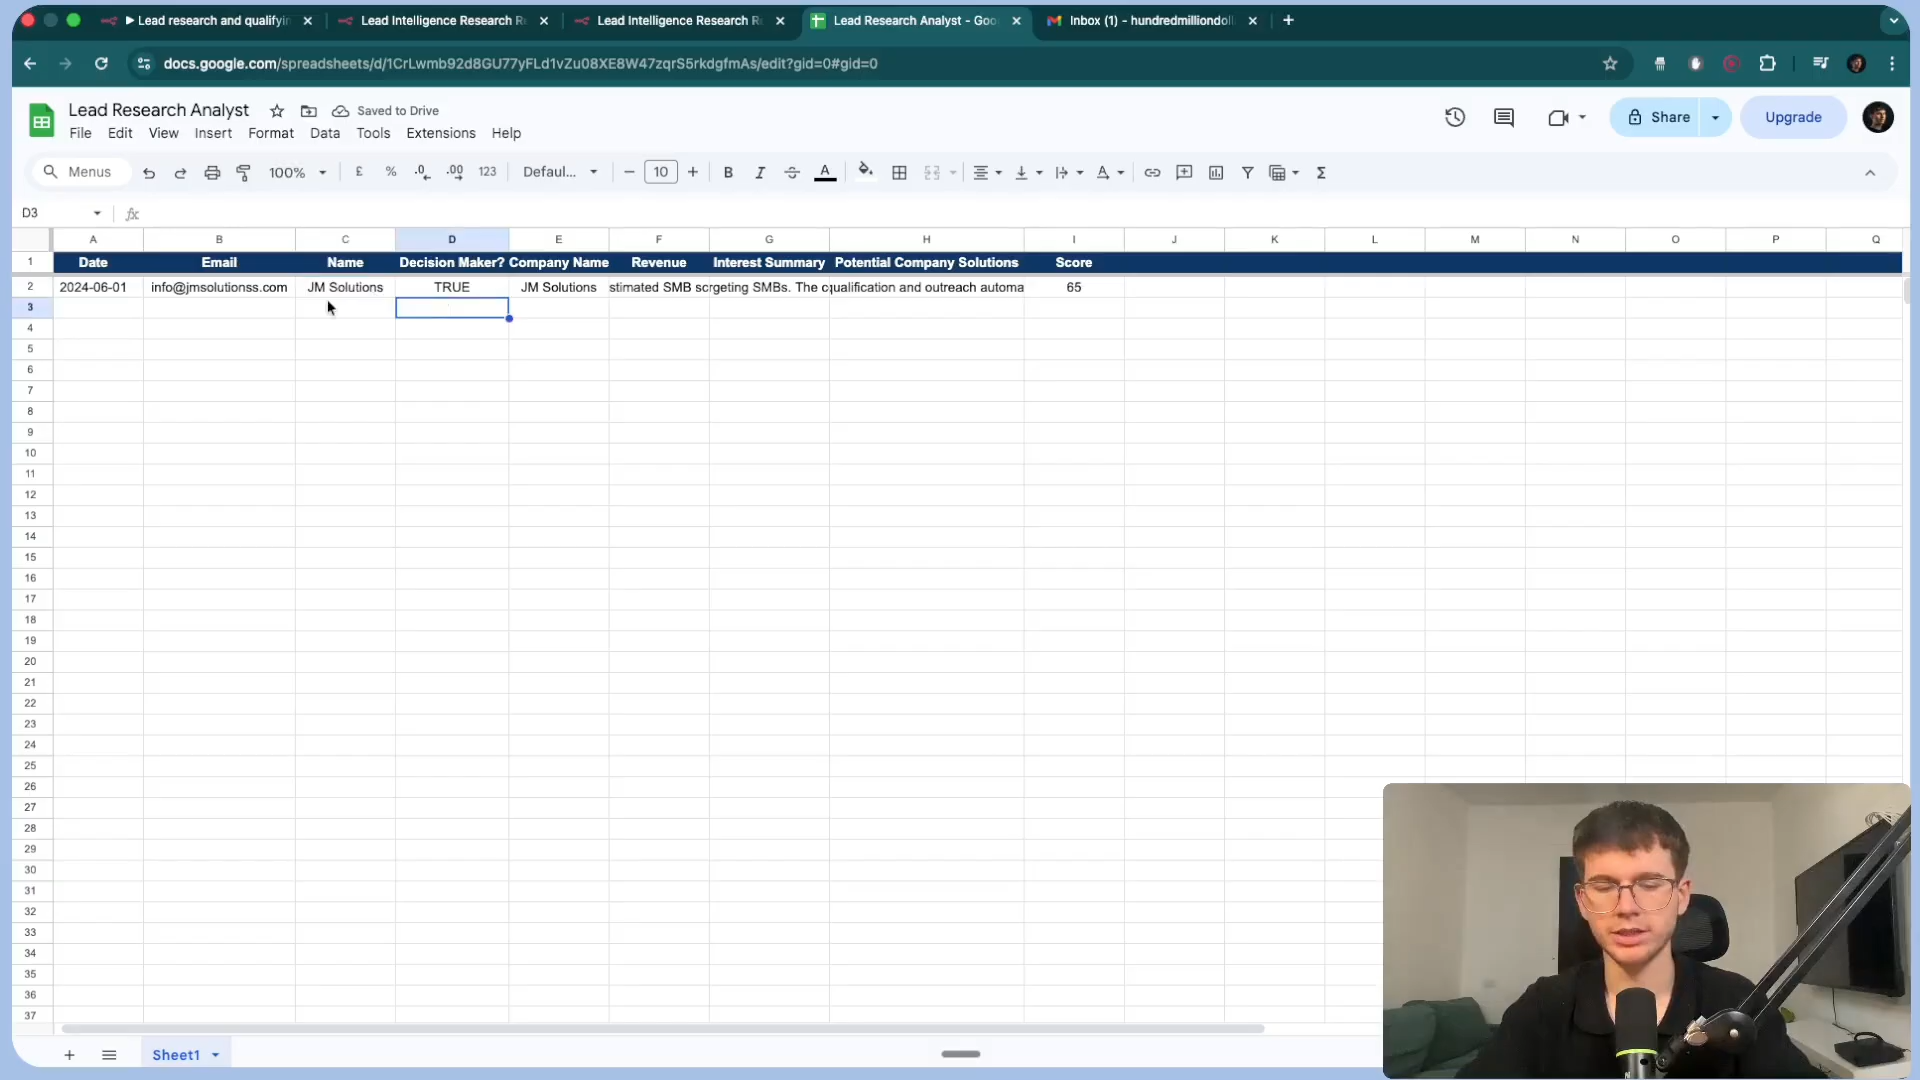 Lead research and qualifyin
Lead Intelligence Research R
Lead Intelligence Research R
Lead Research Analyst - Goo
Inbox (1) - hundredmilliondoll
docs.google.com/spreadsheets/d/1CrLwmb92d8GU77yFLd1vZu08XE8W47zqrS5rkdgfmAs/edit?gid=0#gid=0
Lead Research Analyst
Saved to Drive
File Edit View Insert Format Data Tools Extensions Help
Share
Upgrade
Menus 100% £ % .0 .00 123 Defaul... − 10 + B I S A Σ
D3 fx
A B C D E F G H I J K L M N O P Q
1 Date Email Name Decision Maker? Company Name Revenue Interest Summary Potential Company Solutions Score
2 2024-06-01 info@jmsolutionss.com JM Solutions TRUE JM Solutions stimated SMB sc rgeting SMBs. The c qualification and outreach automa 65
3
4
5
6
7
8
9
10
11
12
13
14
15
16
17
18
19
20
21
22
23
24
25
26
27
28
29
30
31
32
33
34
35
36
37
Sheet1